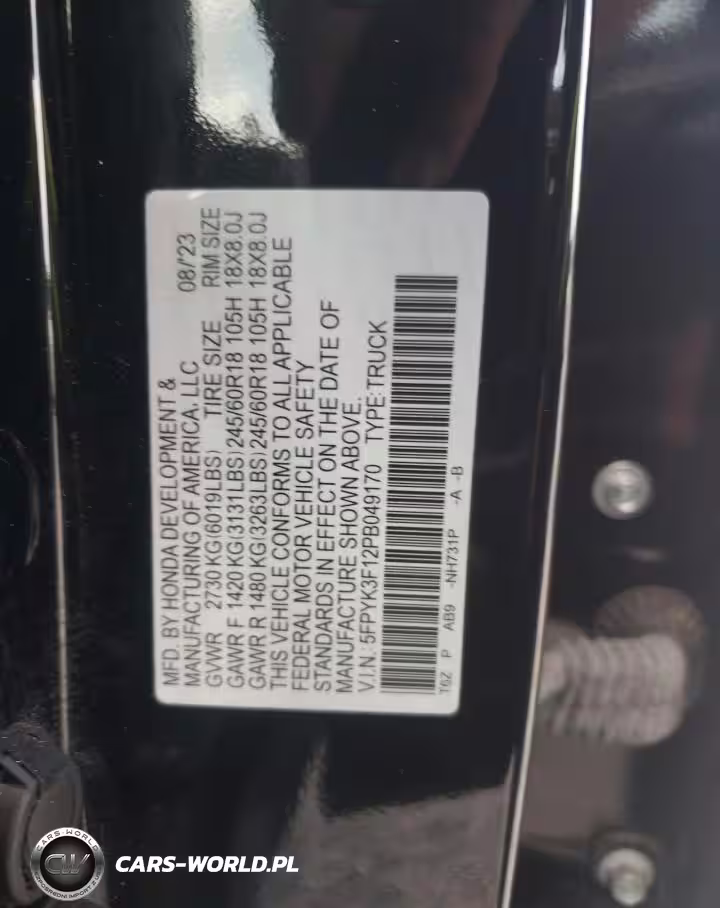 MFD. BY HONDA DEVELOPMENT &
MANUFACTURING OF AMERICA, LLC 08/'23
GVWR 2730 KG(6019LBS) TIRE SIZE RIM SIZE
GAWR F 1420 KG(3131LBS) 245/60R18 105H 18X8.0J
GAWR R 1480 KG(3263LBS) 245/60R18 105H 18X8.0J
THIS VEHICLE CONFORMS TO ALL APPLICABLE
FEDERAL MOTOR VEHICLE SAFETY
STANDARDS IN EFFECT ON THE DATE OF
MANUFACTURE SHOWN ABOVE.
V.I.N.: 5FPYK3F12PB049170 TYPE: TRUCK
T6Z P AB9 -NH731P -A -B
CARS-WORLD
CW
CARS-WORLD.PL